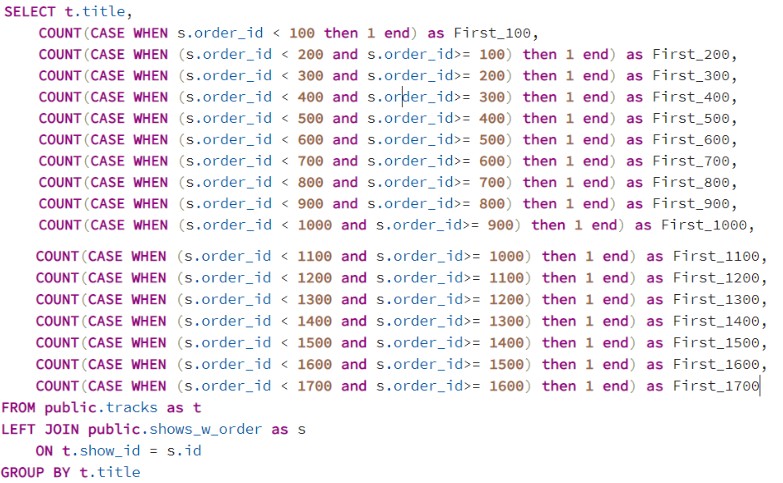 SELECT t.title,
COUNT(CASE WHEN s.order_id < 100 then 1 end) as First_100,
COUNT(CASE WHEN (s.order_id < 200 and s.order_id>= 100) then 1 end) as First_200,
COUNT(CASE WHEN (s.order_id < 300 and s.order_id>= 200) then 1 end) as First_300,
COUNT(CASE WHEN (s.order_id < 400 and s.order_id>= 300) then 1 end) as First_400,
COUNT(CASE WHEN (s.order_id < 500 and s.order_id>= 400) then 1 end) as First_500,
COUNT(CASE WHEN (s.order_id < 600 and s.order_id>= 500) then 1 end) as First_600,
COUNT(CASE WHEN (s.order_id < 700 and s.order_id>= 600) then 1 end) as First_700,
COUNT(CASE WHEN (s.order_id < 800 and s.order_id>= 700) then 1 end) as First_800,
COUNT(CASE WHEN (s.order_id < 900 and s.order_id>= 800) then 1 end) as First_900,
COUNT(CASE WHEN (s.order_id < 1000 and s.order_id>= 900) then 1 end) as First_1000,
COUNT(CASE WHEN (s.order_id < 1100 and s.order_id>= 1000) then 1 end) as First_1100,
COUNT(CASE WHEN (s.order_id < 1200 and s.order_id>= 1100) then 1 end) as First_1200,
COUNT(CASE WHEN (s.order_id < 1300 and s.order_id>= 1200) then 1 end) as First_1300,
COUNT(CASE WHEN (s.order_id < 1400 and s.order_id>= 1300) then 1 end) as First_1400,
COUNT(CASE WHEN (s.order_id < 1500 and s.order_id>= 1400) then 1 end) as First_1500,
COUNT(CASE WHEN (s.order_id < 1600 and s.order_id>= 1500) then 1 end) as First_1600,
COUNT(CASE WHEN (s.order_id < 1700 and s.order_id>= 1600) then 1 end) as First_1700
FROM public.tracks as t
LEFT JOIN public.shows_w_order as s
ON t.show_id = s.id
GROUP BY t.title